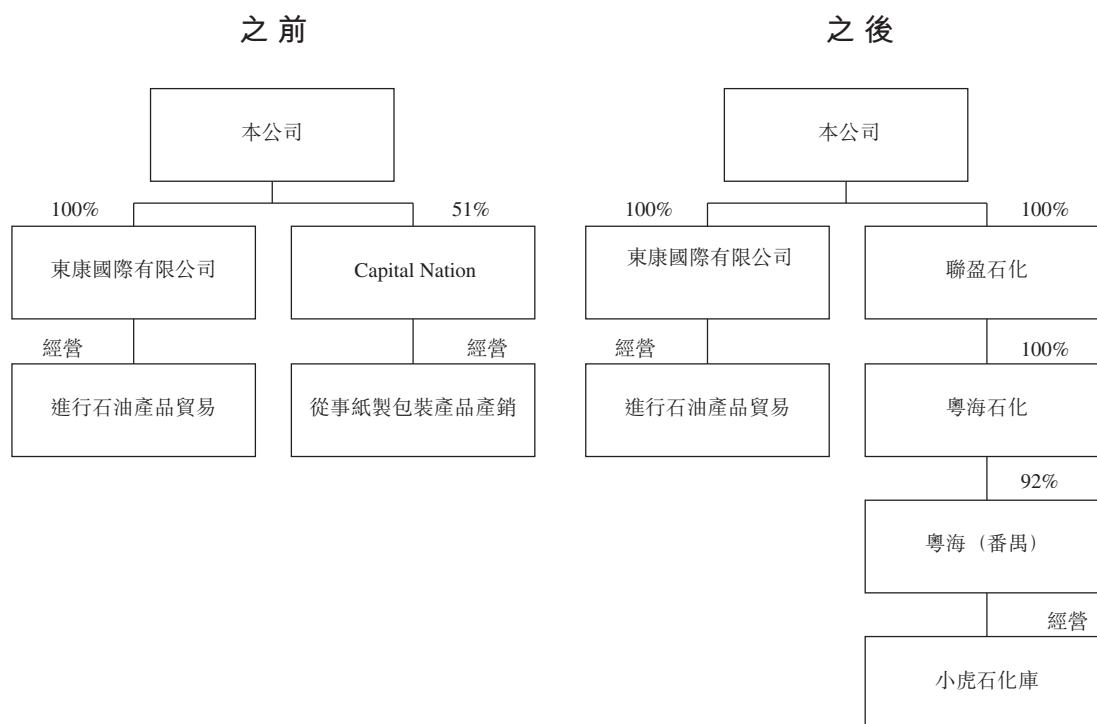 之前
本公司
100%
51%
東康國際有限公司
Capital Nation
經營
經營
進行石油產品貿易
從事紙製包裝產品產銷
之後
本公司
100%
100%
東康國際有限公司
聯盈石化
經營
100%
進行石油產品貿易
粵海石化
92%
粵海（番禺）
經營
小虎石化庫